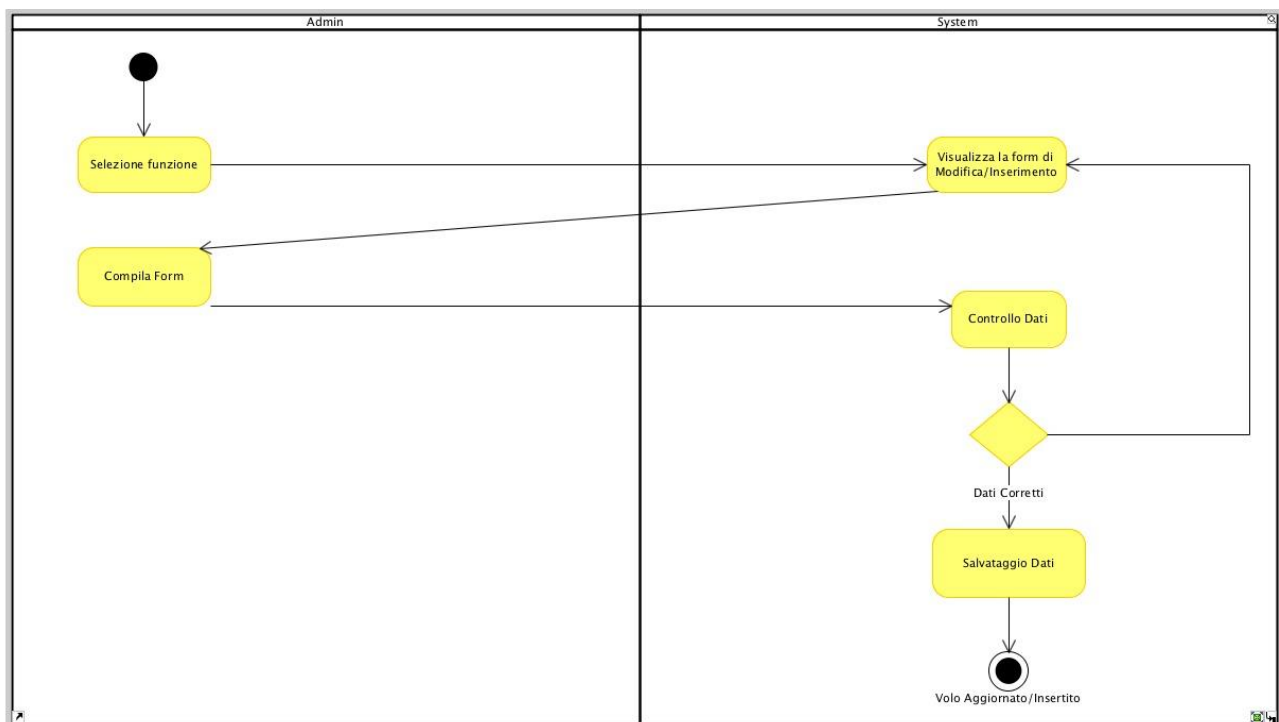 Admin
System
Selezione funzione
Visualizza la form di
Modifica/Inserimento
Compila Form
Controllo Dati
Dati Corretti
Salvataggio Dati
Volo Aggiornato/Insertito